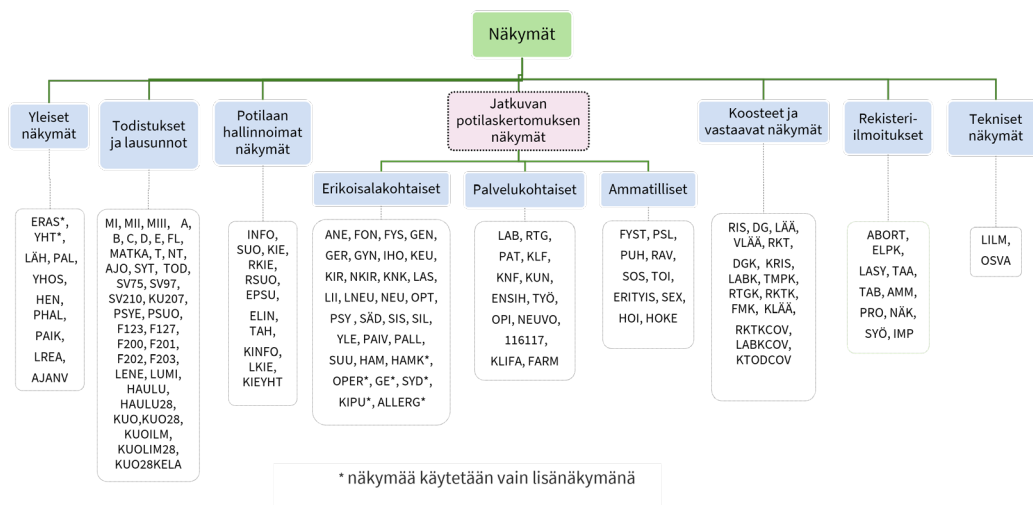 Näkymät
Yleiset
näkymät
Todistukset
ja lausunnot
Potilaan
hallinnoimat
näkymät
Jatkuvan
potilaskertomuksen
näkymät
Koosteet ja
vastaavat näkymät
Rekisteri-
ilmoitukset
Tekniset
näkymät
Erikoisalakohtaiset
Palvelukohtaiset
Ammatilliset
ERAS*,
YHT*,
LÄH, PAL,
YHOS,
HEN,
PHAL,
PAIK,
LREA,
AJANV
MI, MII, MIII, A,
B, C, D, E, FL,
MATKA, T, NT,
AJO, SYT, TOD,
SV75, SV97,
SV210, KU207,
PSYE, PSUO,
F123, F127,
F200, F201,
F202, F203,
LENE, LUMI,
HAULU,
HAULU28,
KUO,KUO28,
KUOILM,
KUOLIM28,
KUO28KELA
INFO,
SUO, KIE,
RKIE,
RSUO,
EPSU,
ELIN,
TAH,
KINFO,
LKIE,
KIEYHT
ANE, FON, FYS, GEN,
GER, GYN, IHO, KEU,
KIR, NKIR, KNK, LAS,
LII, LNEU, NEU, OPT,
PSY , SÄD, SIS, SIL,
YLE, PAIV, PALL,
SUU, HAM, HAMK*,
OPER*, GE*, SYD*,
KIPU*, ALLERG*
LAB, RTG,
PAT, KLF,
KNF, KUN,
ENSIH, TYÖ,
OPI, NEUVO,
116117,
KLIFA, FARM
FYST, PSL,
PUH, RAV,
SOS, TOI,
ERITYIS, SEX,
HOI, HOKE
RIS, DG, LÄÄ,
VLÄÄ, RKT,
DGK, KRIS,
LABK, TMPK,
RTGK, RKTK,
FMK, KLÄÄ,
RKTKCOV,
LABKCOV,
KTODCOV
ABORT,
ELPK,
LASY, TAA,
TAB, AMM,
PRO, NÄK,
SYÖ, IMP
LILM,
OSVA
* näkymää käytetään vain lisänäkymänä